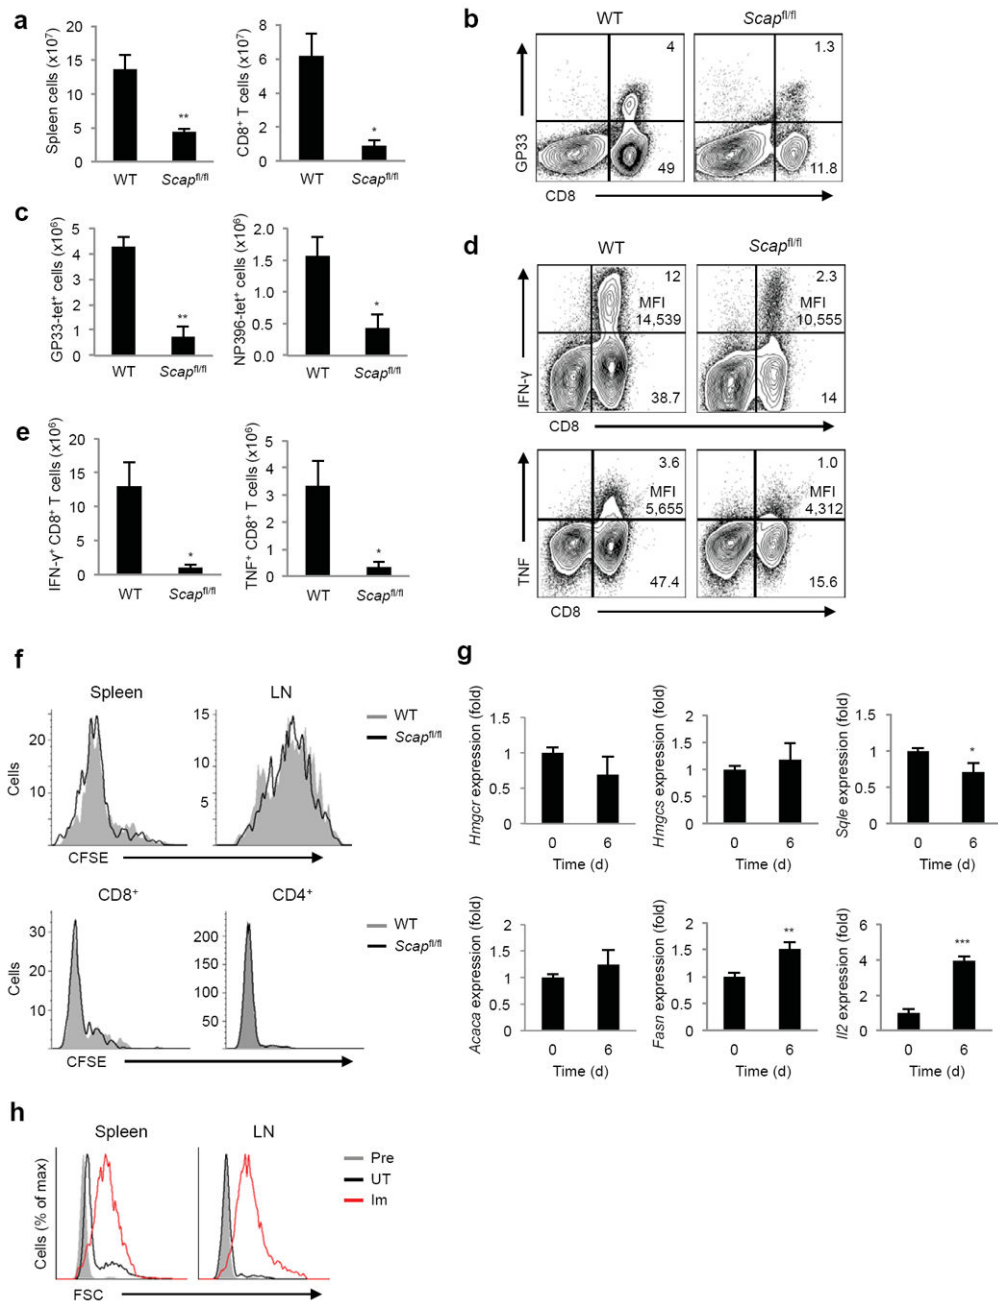 a
Spleen cells (x10⁷)
20
15
10
5
0
WT
**
Scapfl/fl
CD8⁺ T cells (x10⁷)
8
6
4
2
0
WT
*
Scapfl/fl
b
WT
Scapfl/fl
4
49
1.3
11.8
GP33
CD8
c
GP33-tet⁺ cells (x10⁶)
5
4
3
2
1
0
WT
**
Scapfl/fl
NP396-tet⁺ cells (x10⁶)
2.0
1.5
1.0
0.5
0.0
WT
*
Scapfl/fl
d
WT
Scapfl/fl
12
MFI
14,539
38.7
2.3
MFI
10,555
14
IFN-γ
CD8
3.6
MFI
5,655
47.4
1.0
MFI
4,312
15.6
TNF
CD8
e
IFN-γ⁺ CD8⁺ T cells (x10⁶)
20
15
10
5
0
WT
*
Scapfl/fl
TNF⁺ CD8⁺ T cells (x10⁶)
5
4
3
2
1
0
WT
*
Scapfl/fl
f
Spleen
LN
WT
Scapfl/fl
Cells
20
10
15
10
5
CFSE
CD8⁺
CD4⁺
WT
Scapfl/fl
Cells
30
20
10
200
150
100
50
CFSE
g
Hmgcr expression (fold)
1.5
1
0.5
0
0
6
Time (d)
Hmgcs expression (fold)
2
1.5
1
0.5
0
0
6
Time (d)
Sqle expression (fold)
1.5
1
0.5
0
*
0
6
Time (d)
Acaca expression (fold)
2
1.5
1
0.5
0
0
6
Time (d)
Fasn expression (fold)
2
1.5
1
0.5
0
**
0
6
Time (d)
Il2 expression (fold)
6
4
2
0
***
0
6
Time (d)
h
Spleen
LN
Pre
UT
Im
Cells (% of max)
FSC